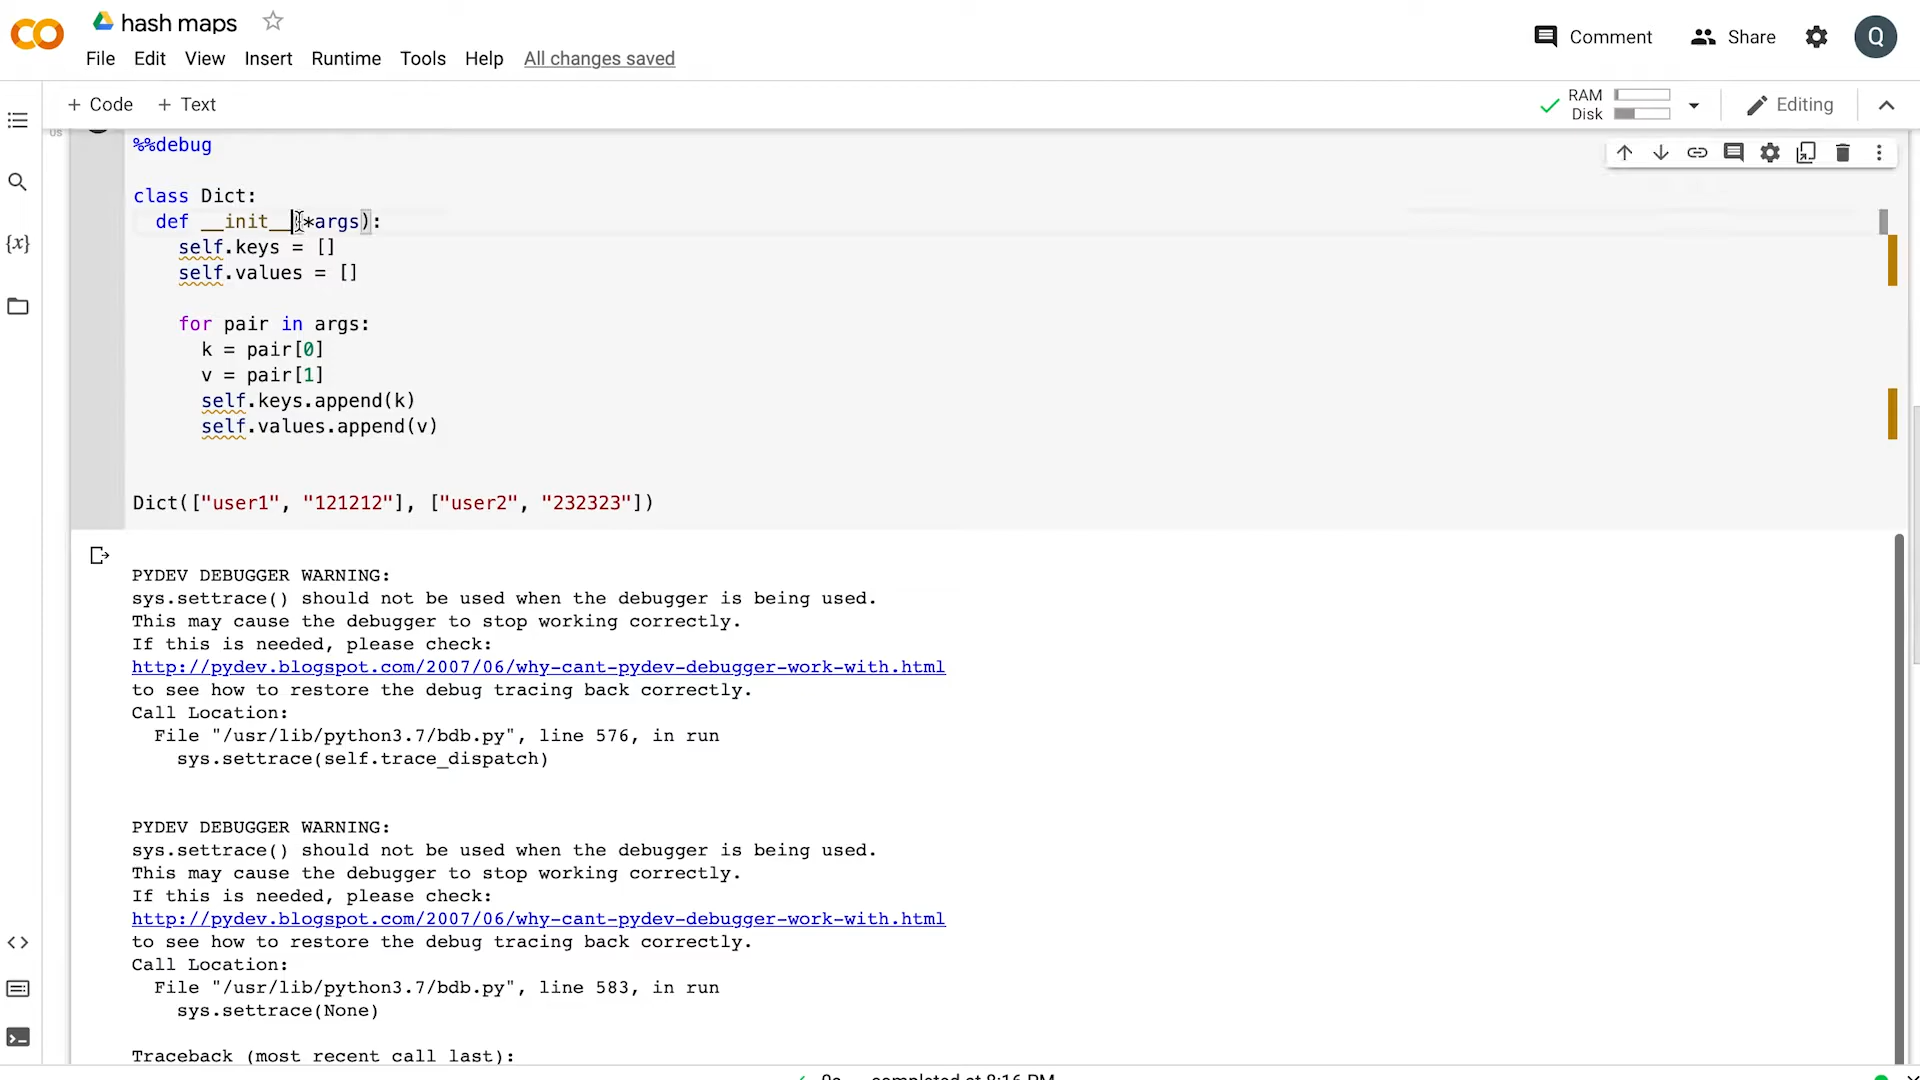 hash maps
Comment
Share
Q
File Edit View Insert Runtime Tools Help All changes saved
+ Code + Text
RAM
Disk
Editing
0s
%%debug
class Dict:
def __init__(*args):
self.keys = []
self.values = []
for pair in args:
k = pair[0]
v = pair[1]
self.keys.append(k)
self.values.append(v)
Dict(["user1", "121212"], ["user2", "232323"])
PYDEV DEBUGGER WARNING:
sys.settrace() should not be used when the debugger is being used.
This may cause the debugger to stop working correctly.
If this is needed, please check:
http://pydev.blogspot.com/2007/06/why-cant-pydev-debugger-work-with.html
to see how to restore the debug tracing back correctly.
Call Location:
File "/usr/lib/python3.7/bdb.py", line 576, in run
sys.settrace(self.trace_dispatch)
PYDEV DEBUGGER WARNING:
sys.settrace() should not be used when the debugger is being used.
This may cause the debugger to stop working correctly.
If this is needed, please check:
http://pydev.blogspot.com/2007/06/why-cant-pydev-debugger-work-with.html
to see how to restore the debug tracing back correctly.
Call Location:
File "/usr/lib/python3.7/bdb.py", line 583, in run
sys.settrace(None)
Traceback (most recent call last):
0s completed at 8:16 PM